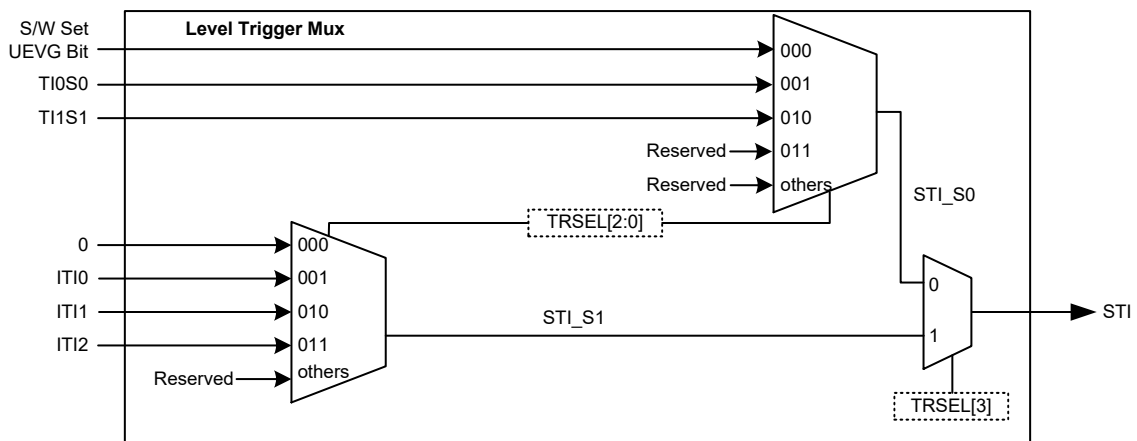 S/W Set
UEVG Bit
Level Trigger Mux
TI0S0
TI1S1
000
001
010
Reserved
011
Reserved
others
STI_S0
TRSEL[2:0]
0
000
ITI0
001
ITI1
010
ITI2
011
Reserved
others
STI_S1
0
1
STI
TRSEL[3]